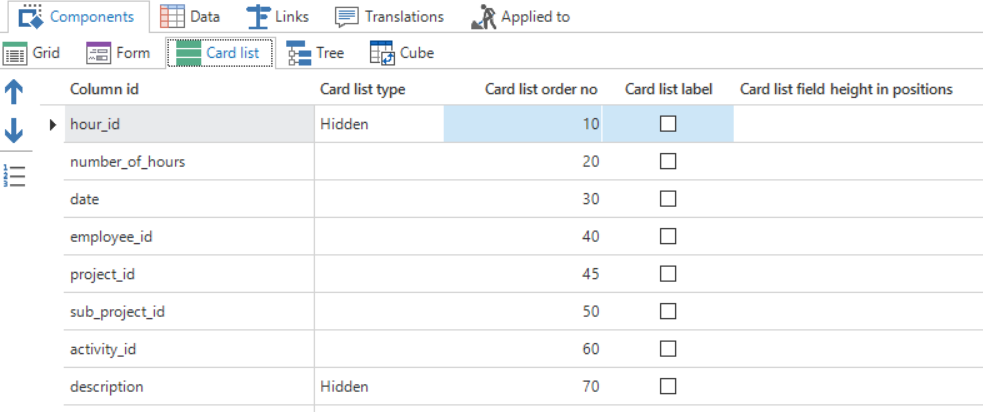 Components Data Links Translations Applied to
Grid Form Card list Tree Cube
Column id Card list type Card list order no Card list label Card list field height in positions
hour_id Hidden 10
number_of_hours 20
date 30
employee_id 40
project_id 45
sub_project_id 50
activity_id 60
description Hidden 70